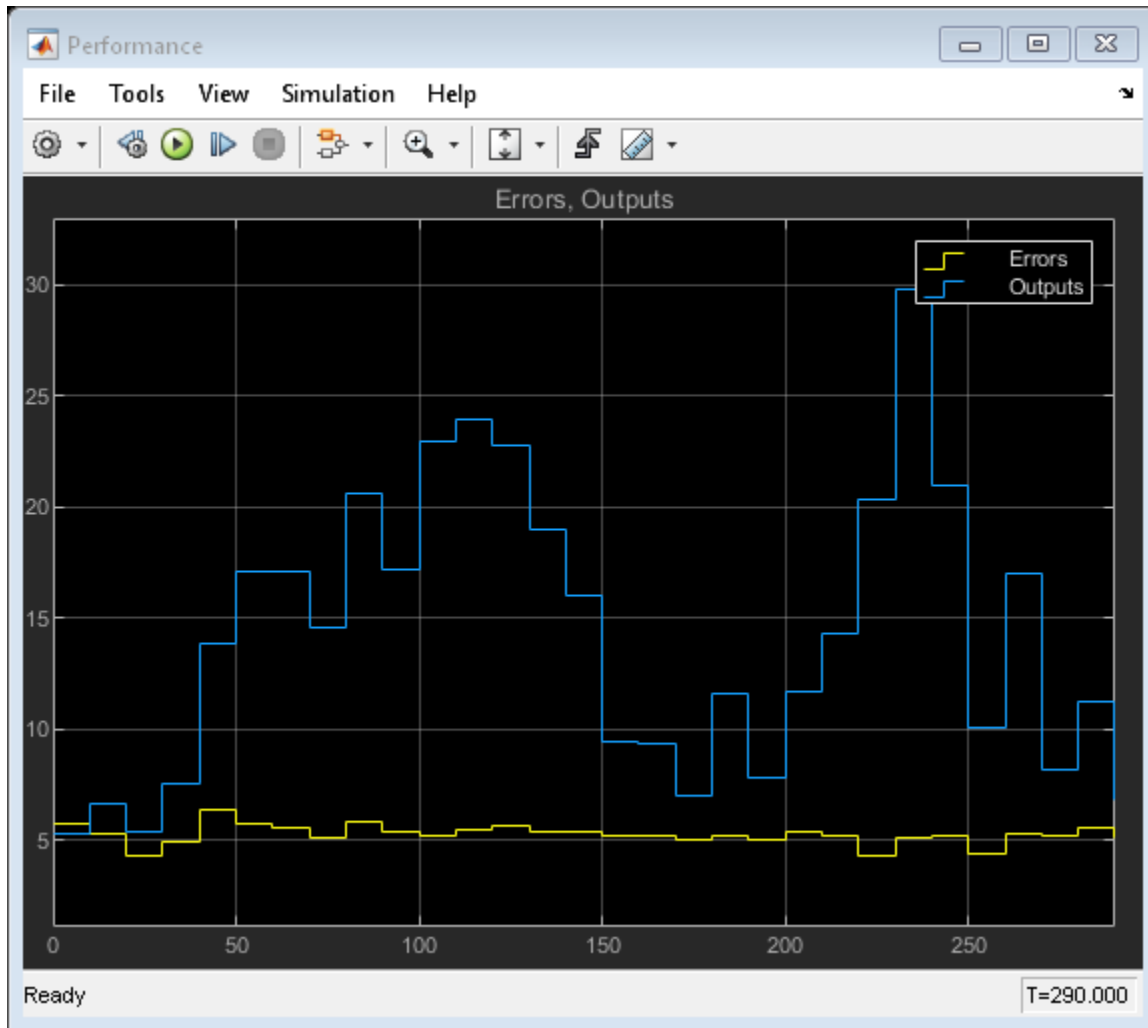 Performance
File Tools View Simulation Help
Errors, Outputs
Errors
Outputs
30
25
20
15
10
5
0 50 100 150 200 250
Ready T=290.000